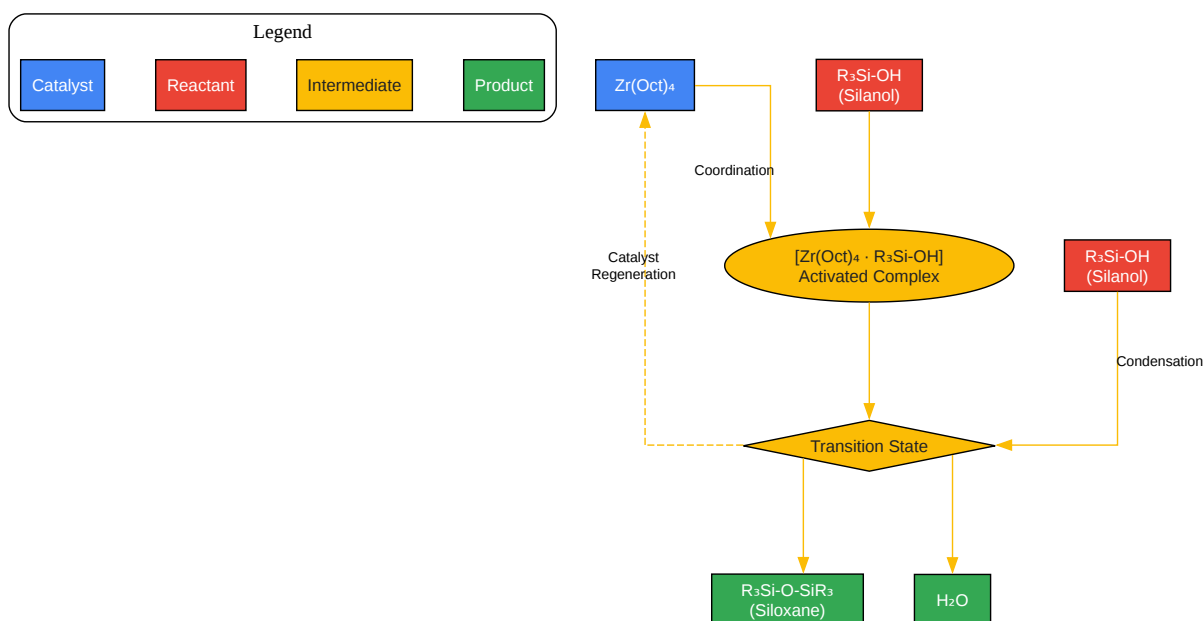 Legend
Catalyst
Reactant
Intermediate
Product
Zr(Oct)₄
R₃Si-OH
(Silanol)
Coordination
Catalyst
Regeneration
[Zr(Oct)₄ · R₃Si-OH]
Activated Complex
R₃Si-OH
(Silanol)
Condensation
Transition State
R₃Si-O-SiR₃
(Siloxane)
H₂O